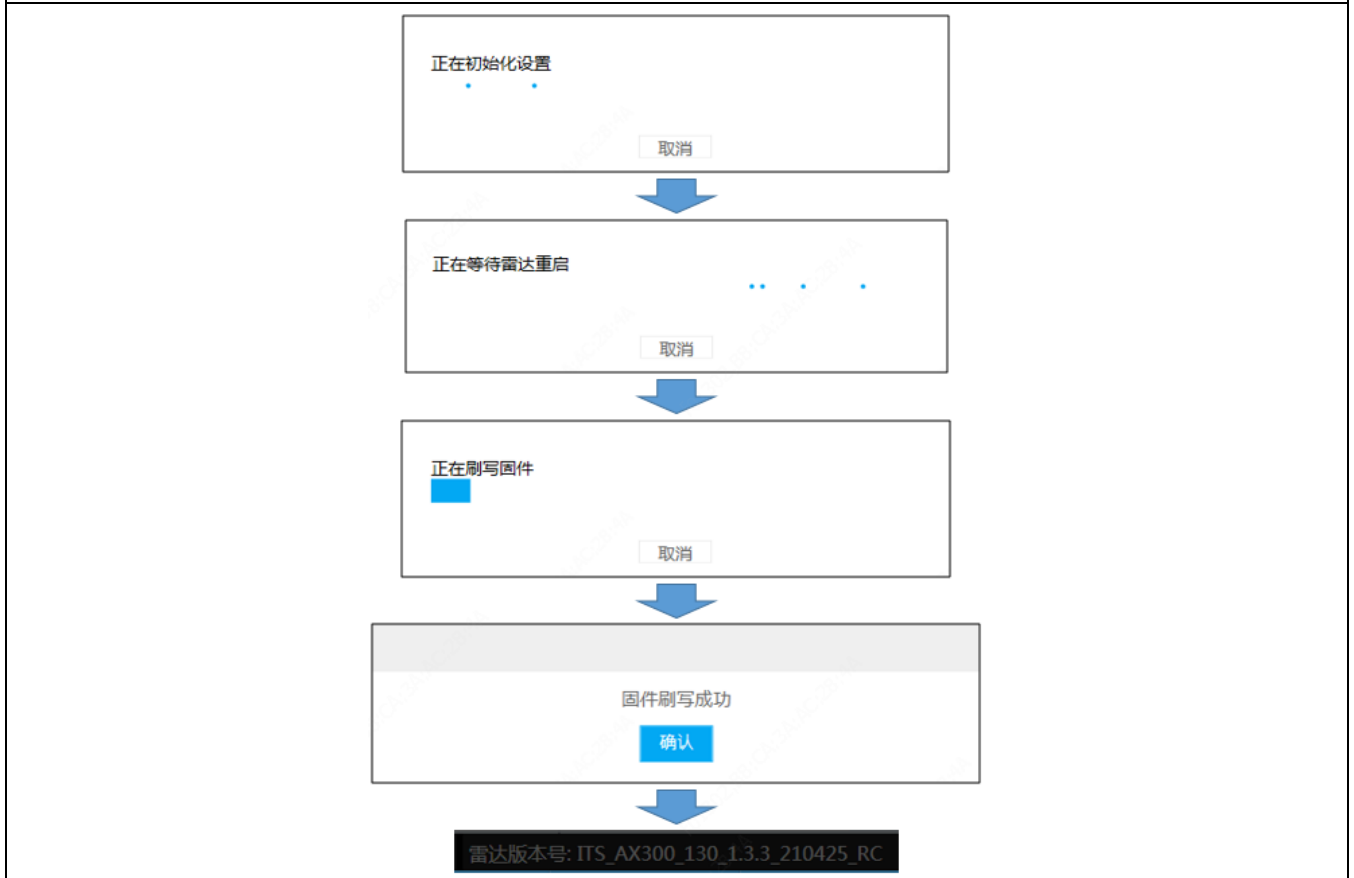 正在初始化设置
取消
正在等待雷达重启
取消
正在刷写固件
取消
固件刷写成功
确认
雷达版本号: ITS_AX300_130_1.3.3_210425_RC